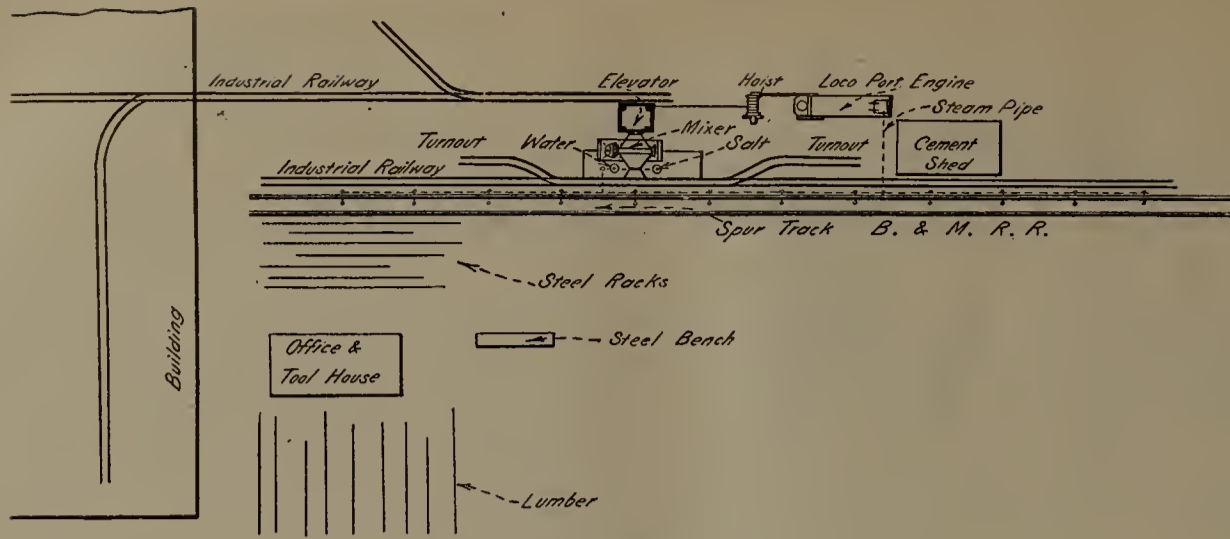 Industrial Railway
Elevator
Hoist
Loco Port. Engine
Steam Pipe
Mixer
Turnout
Water
Salt
Turnout
Cement
Shed
Industrial Railway
Spur Track B. & M. R. R.
Steel Racks
Building
Office &
Tool House
Steel Bench
Lumber